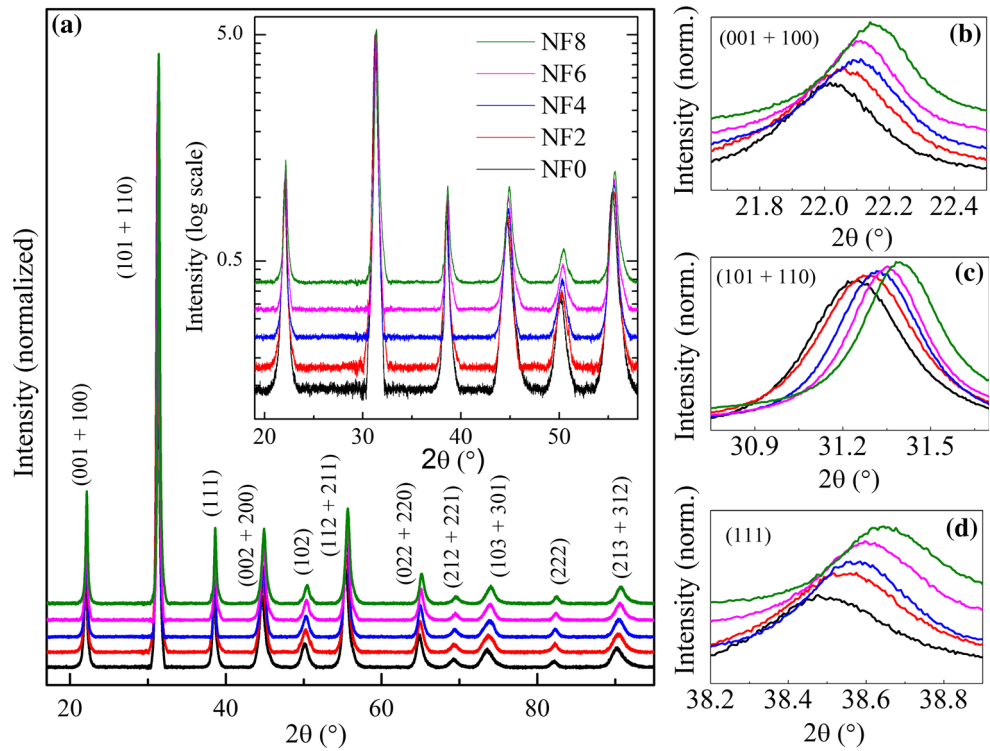 (a)
Intensity (normalized)
2θ (°)
20
40
60
80
(001 + 100)
(101 + 110)
(111)
(002 + 200)
(102)
(112 + 211)
(022 + 220)
(212 + 221)
(103 + 301)
(222)
(213 + 312)
Intensity (log scale)
5.0
0.5
NF8
NF6
NF4
NF2
NF0
20
30
40
50
2θ (°)
(b)
(001 + 100)
Intensity (norm.)
21.8 22.0 22.2 22.4
2θ (°)
(c)
(101 + 110)
Intensity (norm.)
30.9 31.2 31.5
2θ (°)
(d)
(111)
Intensity (norm.)
38.2 38.4 38.6 38.8
2θ (°)